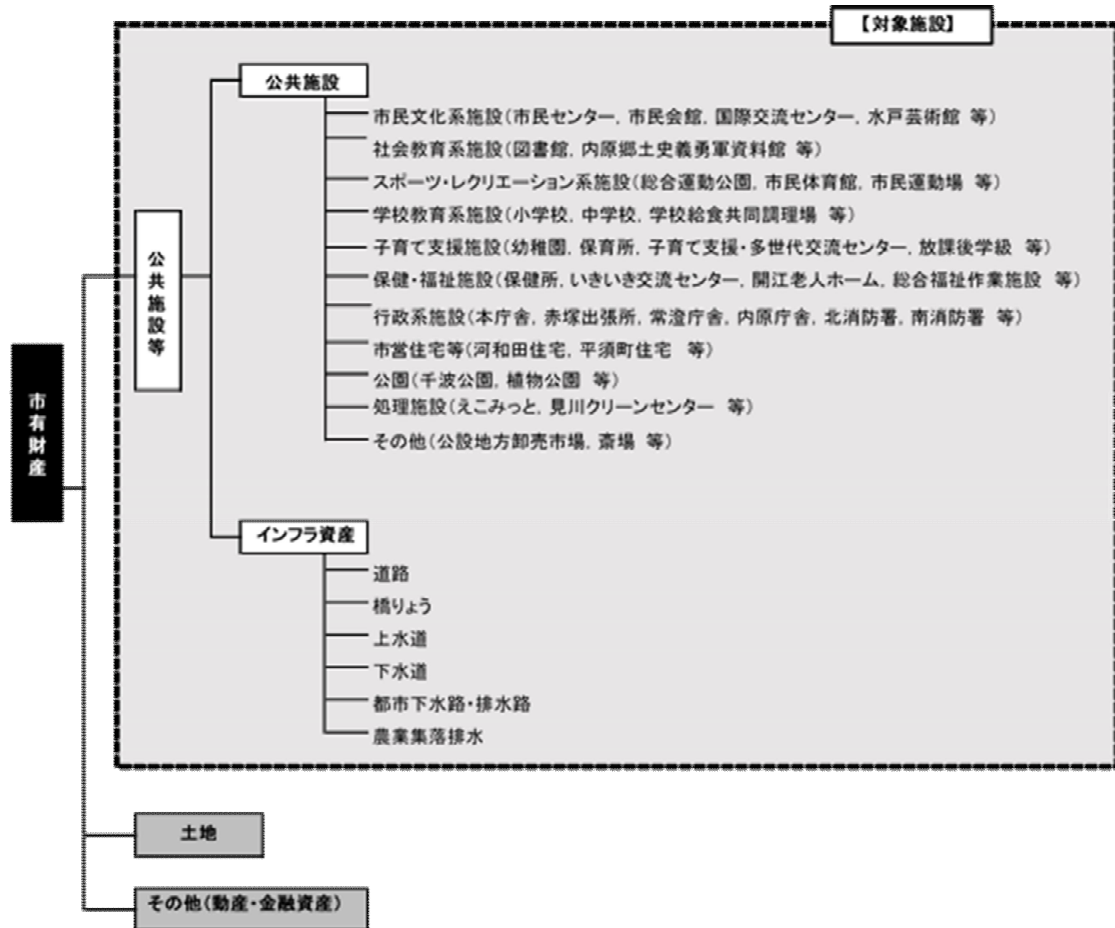 【対象施設】
公共施設
市民文化系施設(市民センター, 市民会館, 国際交流センター, 水戸芸術館 等)
社会教育系施設(図書館, 内原郷土史義勇軍資料館 等)
スポーツ・レクリエーション系施設(総合運動公園, 市民体育館, 市民運動場 等)
学校教育系施設(小学校, 中学校, 学校給食共同調理場 等)
子育て支援施設(幼稚園, 保育所, 子育て支援・多世代交流センター, 放課後学級 等)
保健・福祉施設(保健所, いきいき交流センター, 開江老人ホーム, 総合福祉作業施設 等)
行政系施設(本庁舎, 赤塚出張所, 常澄庁舎, 内原庁舎, 北消防署, 南消防署 等)
市営住宅等(河和田住宅, 平須町住宅 等)
公園(千波公園, 植物公園 等)
処理施設(えこみっと, 見川クリーンセンター 等)
その他(公設地方卸売市場, 斎場 等)
公共施設等
市有財産
インフラ資産
道路
橋りょう
上水道
下水道
都市下水路・排水路
農業集落排水
土地
その他(動産・金融資産)